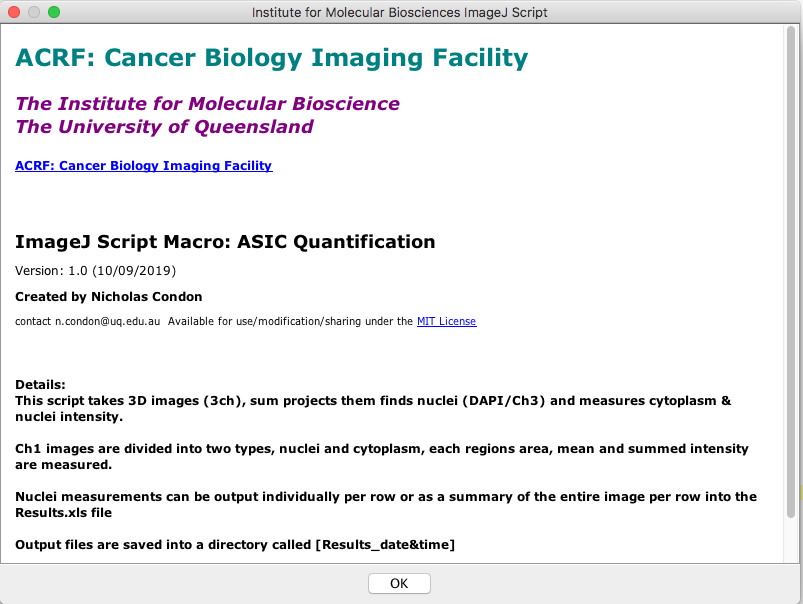 Institute for Molecular Biosciences ImageJ Script
ACRF: Cancer Biology Imaging Facility
The Institute for Molecular Bioscience
The University of Queensland
ACRF: Cancer Biology Imaging Facility
ImageJ Script Macro: ASIC Quantification
Version: 1.0 (10/09/2019)
Created by Nicholas Condon
contact n.condon@uq.edu.au  Available for use/modification/sharing under the MIT License
Details:
This script takes 3D images (3ch), sum projects them finds nuclei (DAPI/Ch3) and measures cytoplasm &
nuclei intensity.
Ch1 images are divided into two types, nuclei and cytoplasm, each regions area, mean and summed intensity
are measured.
Nuclei measurements can be output individually per row or as a summary of the entire image per row into the
Results.xls file
Output files are saved into a directory called [Results_date&time]
OK